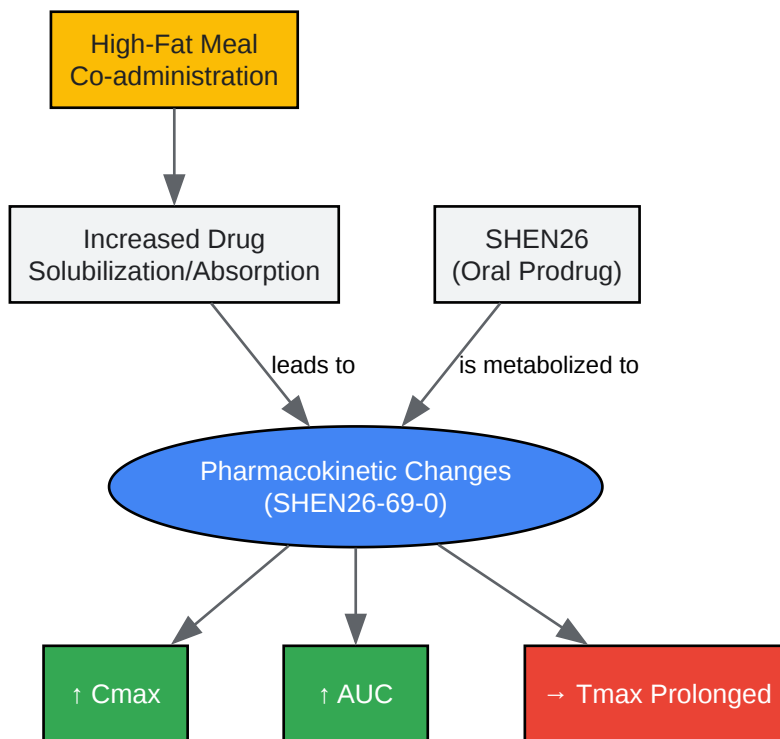 High-Fat Meal
Co-administration
Increased Drug
Solubilization/Absorption
SHEN26
(Oral Prodrug)
leads to
is metabolized to
Pharmacokinetic Changes
(SHEN26-69-0)
↑ Cmax
↑ AUC
→ Tmax Prolonged